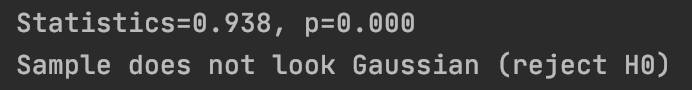 Statistics=0.938, p=0.000
Sample does not look Gaussian (reject H0)